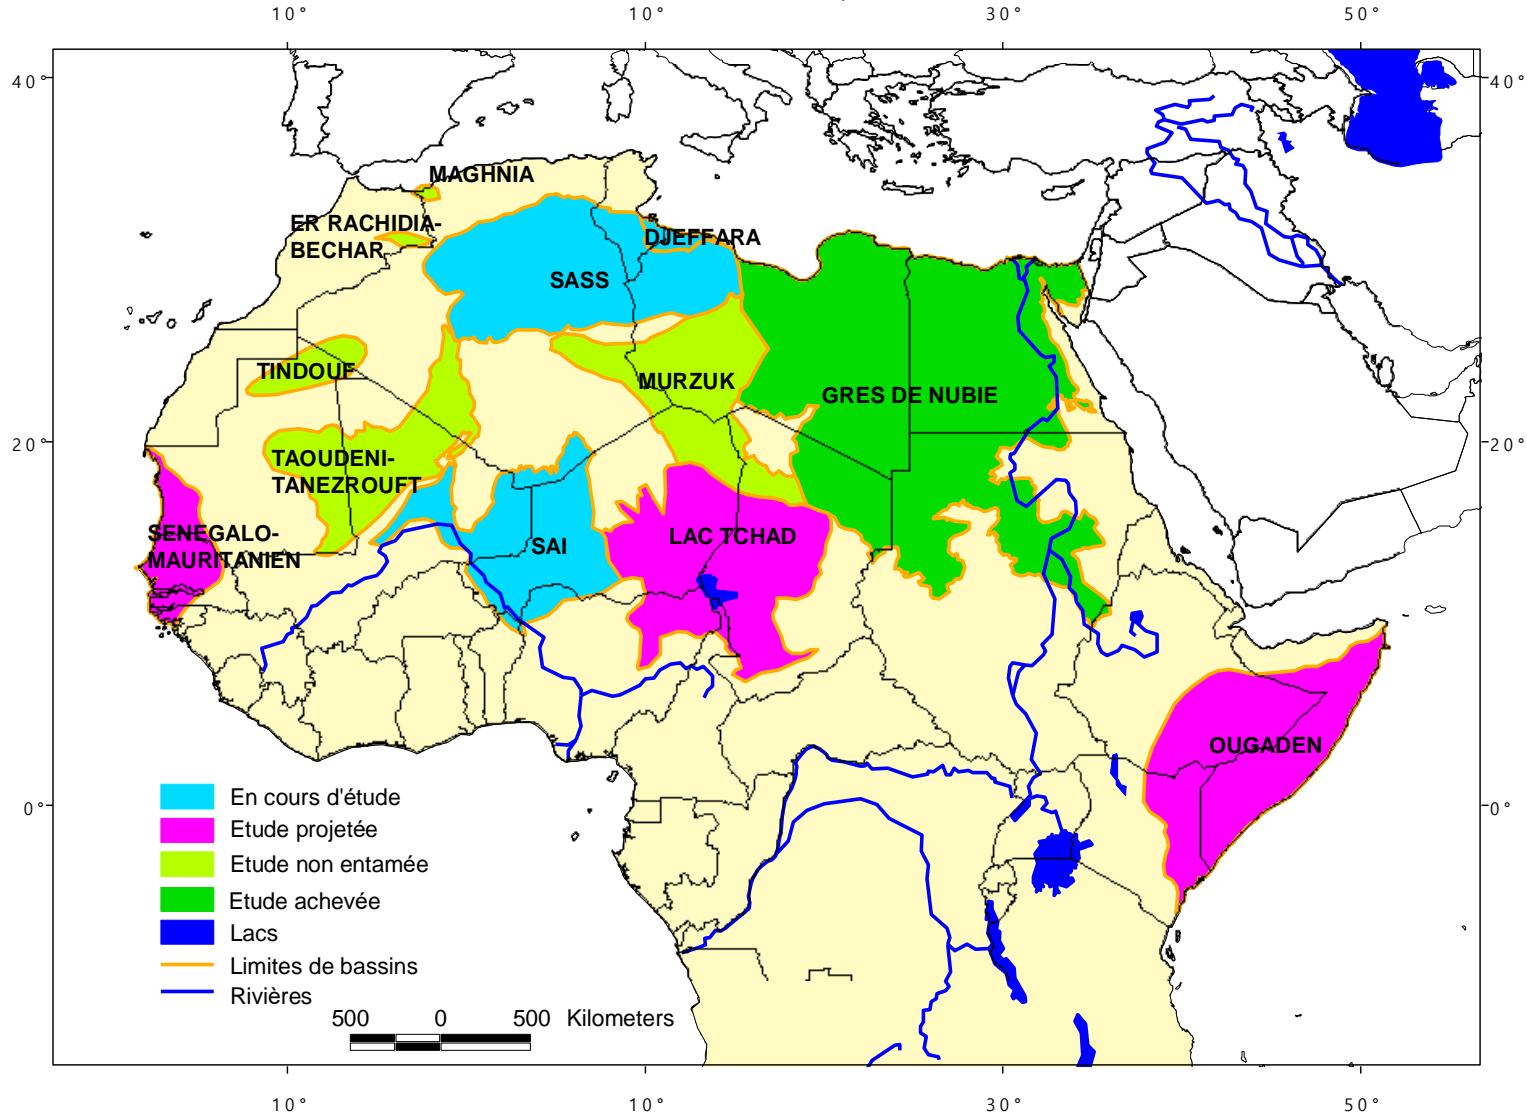 10°
10°
30°
50°
40°
40°
MAGHNIA
ER RACHIDIA-
BECHAR
DJEFFARA
SASS
TINDOUF
MURZUK
GRES DE NUBIE
20°
20°
TAOUDENI-
TANEZROUFT
SENEGALO-
MAURITANIEN
SAI
LAC TCHAD
OUGADEN
0°
0°
En cours d'étude
Etude projetée
Etude non entamée
Etude achevée
Lacs
Limites de bassins
Rivières
500 0 500 Kilometers
10°
10°
30°
50°